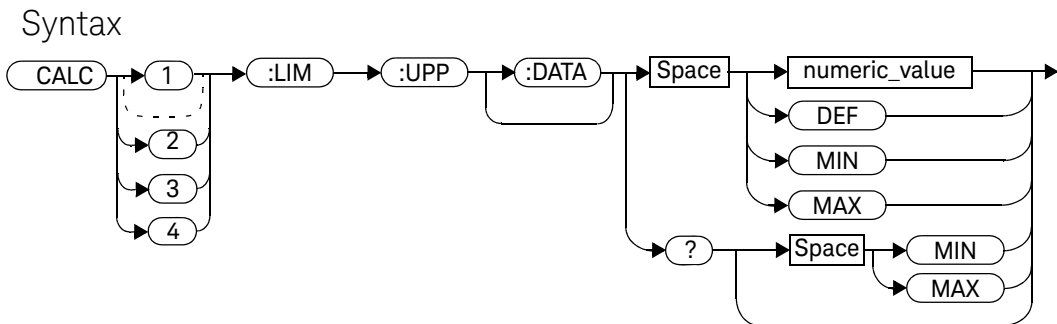 Syntax
CALC 1 :LIM :UPP :DATA Space numeric_value
2 DEF
3 MIN
4 MAX
? Space MIN
MAX